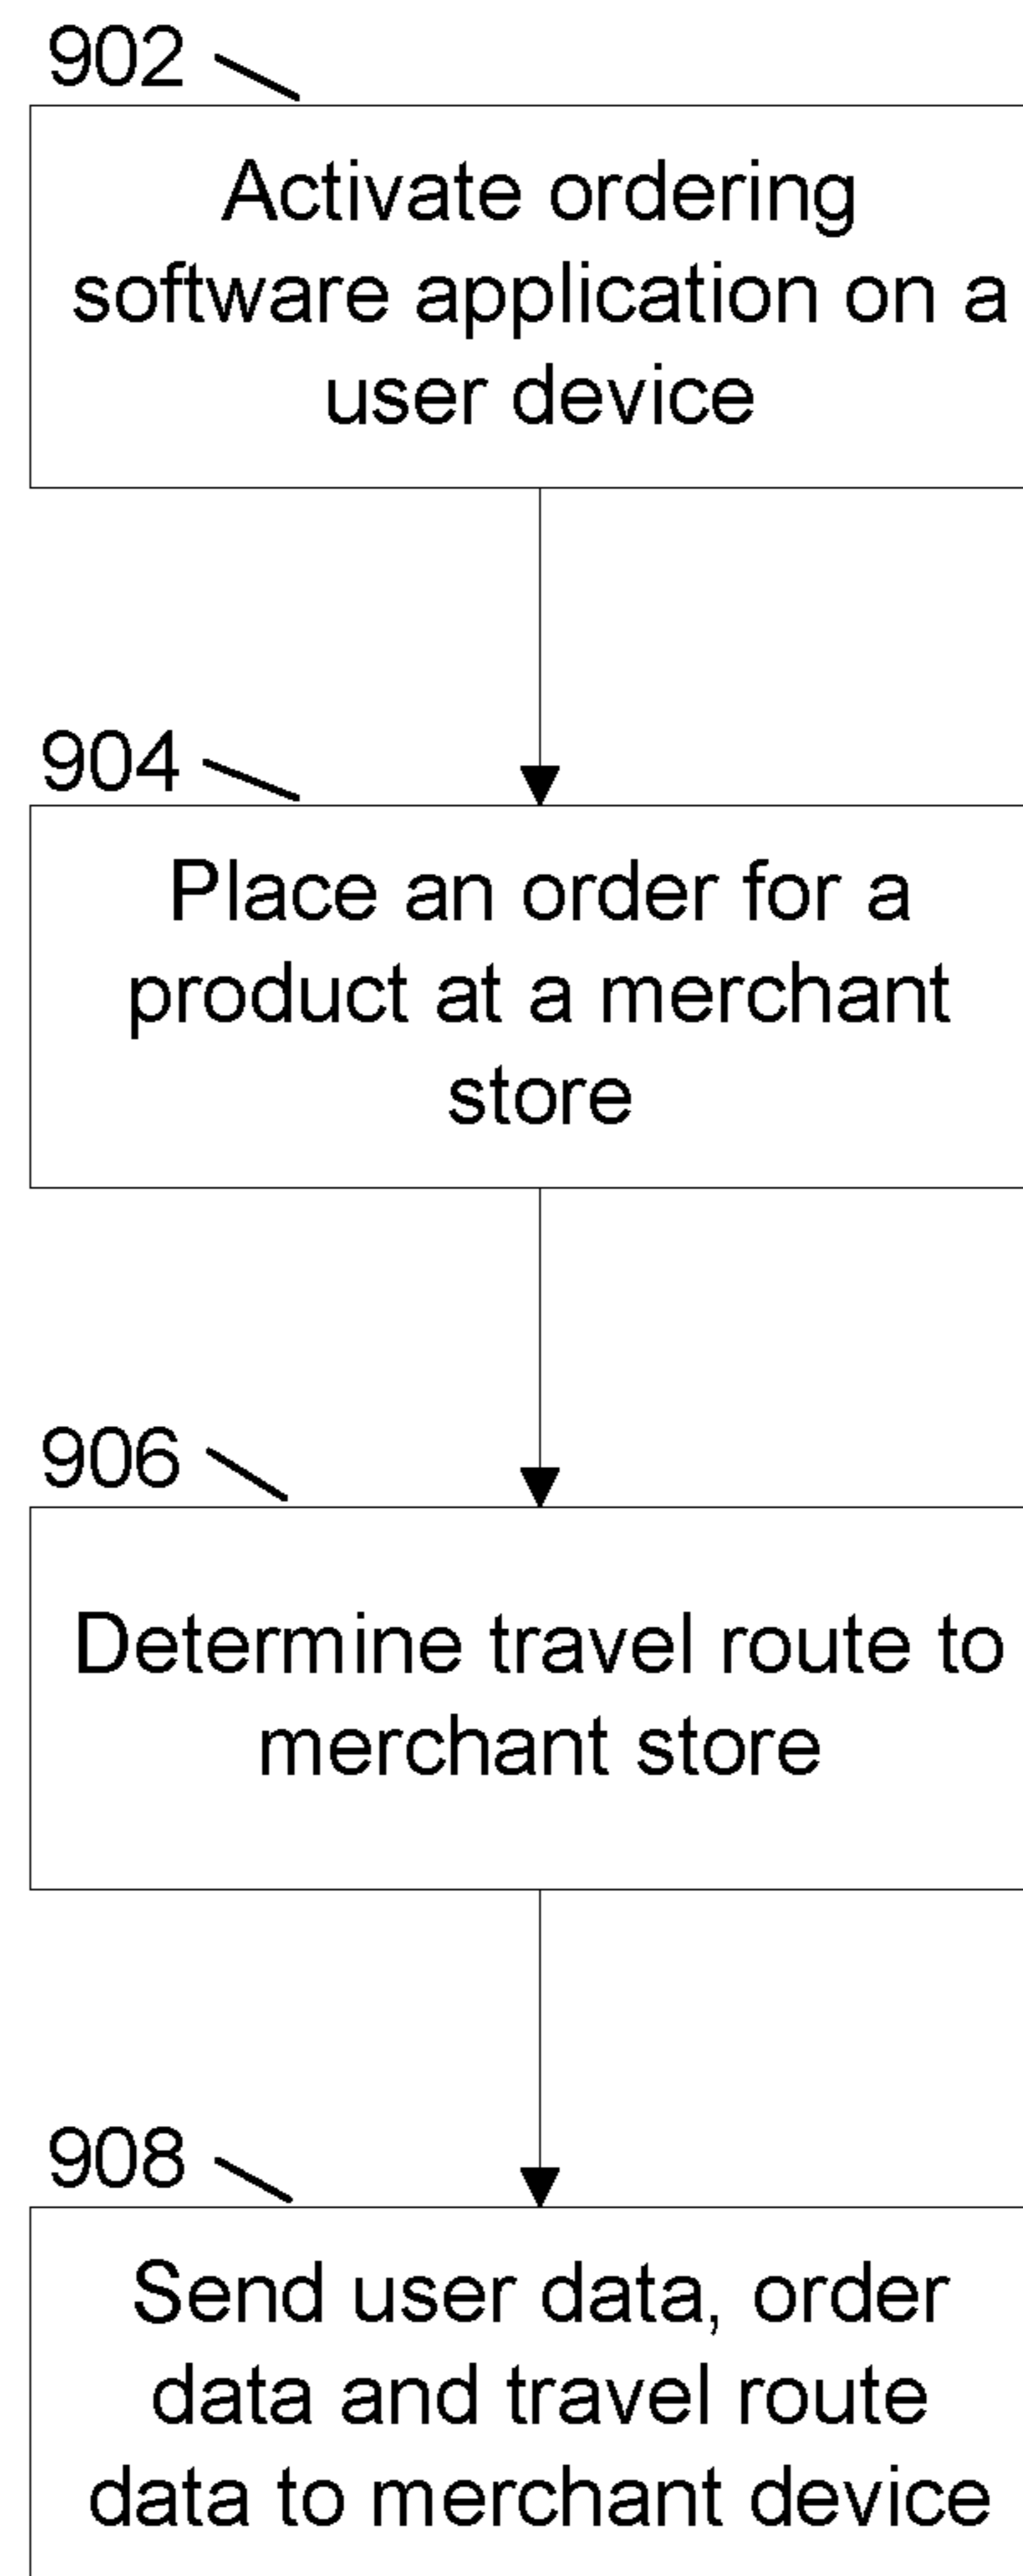 902
Activate ordering
software application on a
user device
904
Place an order for a
product at a merchant
store
906
Determine travel route to
merchant store
908
Send user data, order
data and travel route
data to merchant device